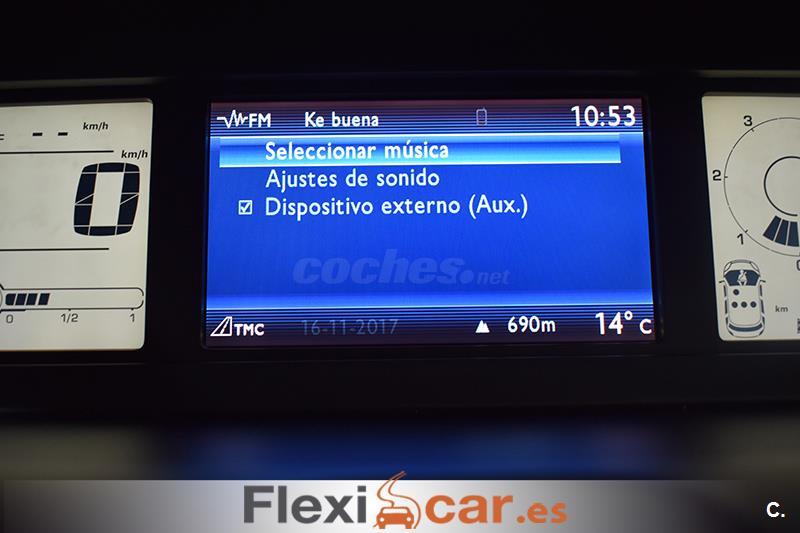 FM Ke buena 10:53
Seleccionar música
Ajustes de sonido
Dispositivo externo (Aux.)
coches.net
TMC 16-11-2017 690m 14° C
-- km/h
0 km/h
0 1/2 1
3
2
1
0
km
Flexicar.es
C.